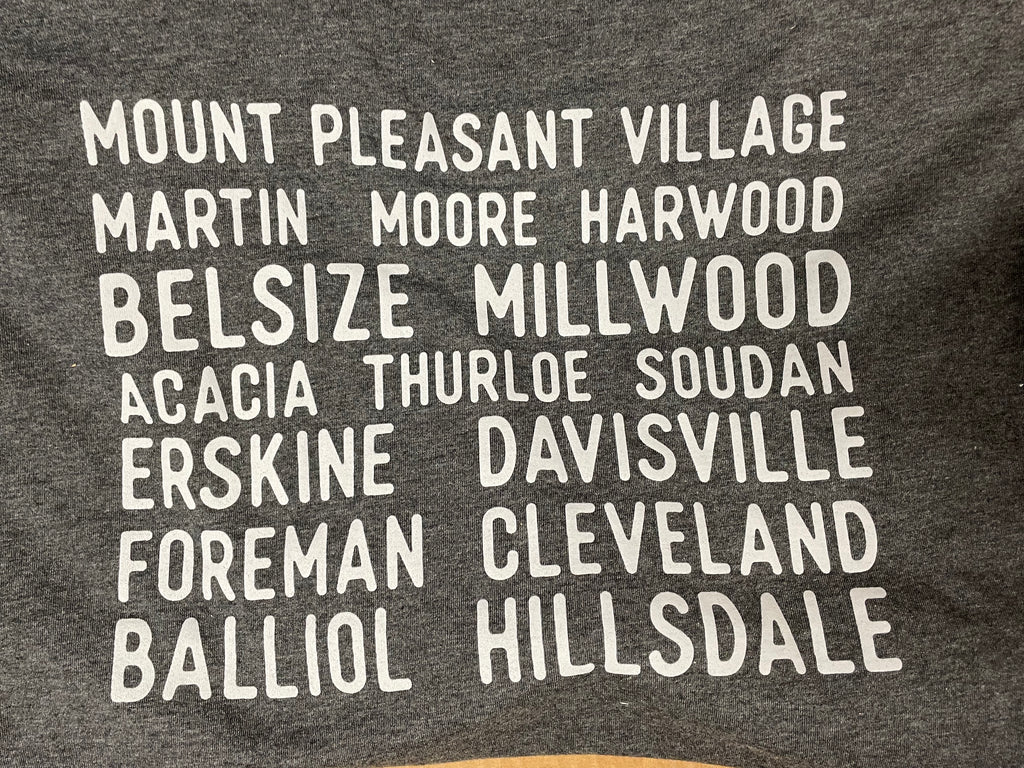 MOUNT PLEASANT VILLAGE
MARTIN MOORE HARWOOD
BELSIZE MILLWOOD
ACACIA THURLOE SOUDAN
ERSKINE DAVISVILLE
FOREMAN CLEVELAND
BALLIOL HILLSDALE